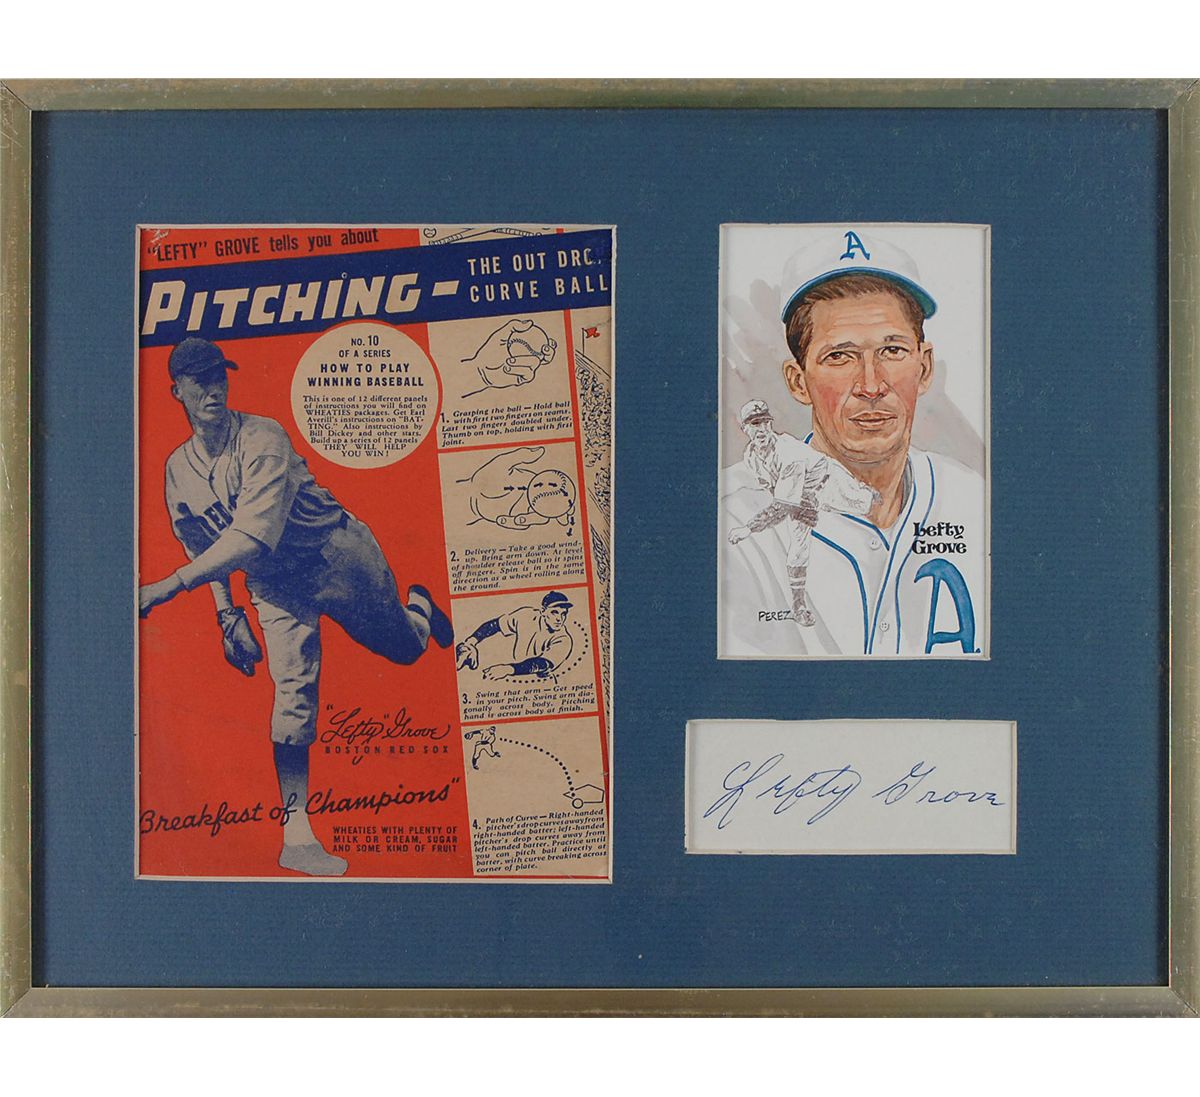 "LEFTY" GROVE tells you about
PITCHING – THE OUT DRO
CURVE BALL
NO. 10
OF A SERIES
HOW TO PLAY
WINNING BASEBALL
This is one of 12 different panels
of instructions you will find on
WHEATIES packages. Get Earl
Averill's instructions on "BAT-
TING." Also instructions by
Bill Dickey and other stars.
Build up a series of 12 panels
THEY WILL HELP
YOU WIN!
1. Grasping the ball — Hold ball
with first two fingers on seams.
Last two fingers doubled under.
Thumb on top, holding with first
joint.
2. Delivery — Take a good wind-
up. Bring arm down. At level
of shoulder release ball so it spins
off fingers. Spin is in the same
direction as a wheel rolling along
the ground.
3. Swing that arm — Get speed
in your pitch. Swing arm dia-
gonally across body. Pitching
hand is across body at finish.
4. Path of Curve — Right-handed
pitcher's drop curves away from
right-handed batter; left-handed
pitcher's drop curves away from
left-handed batter. Practice until
you can pitch ball directly at
batter, with curve breaking across
corner of plate.
RED
"Lefty" Grove
BOSTON RED SOX
Breakfast of Champions"
WHEATIES WITH PLENTY OF
MILK OR CREAM, SUGAR
AND SOME KIND OF FRUIT
A
A
Lefty
Grove
A
PEREZ
Lefty Grove